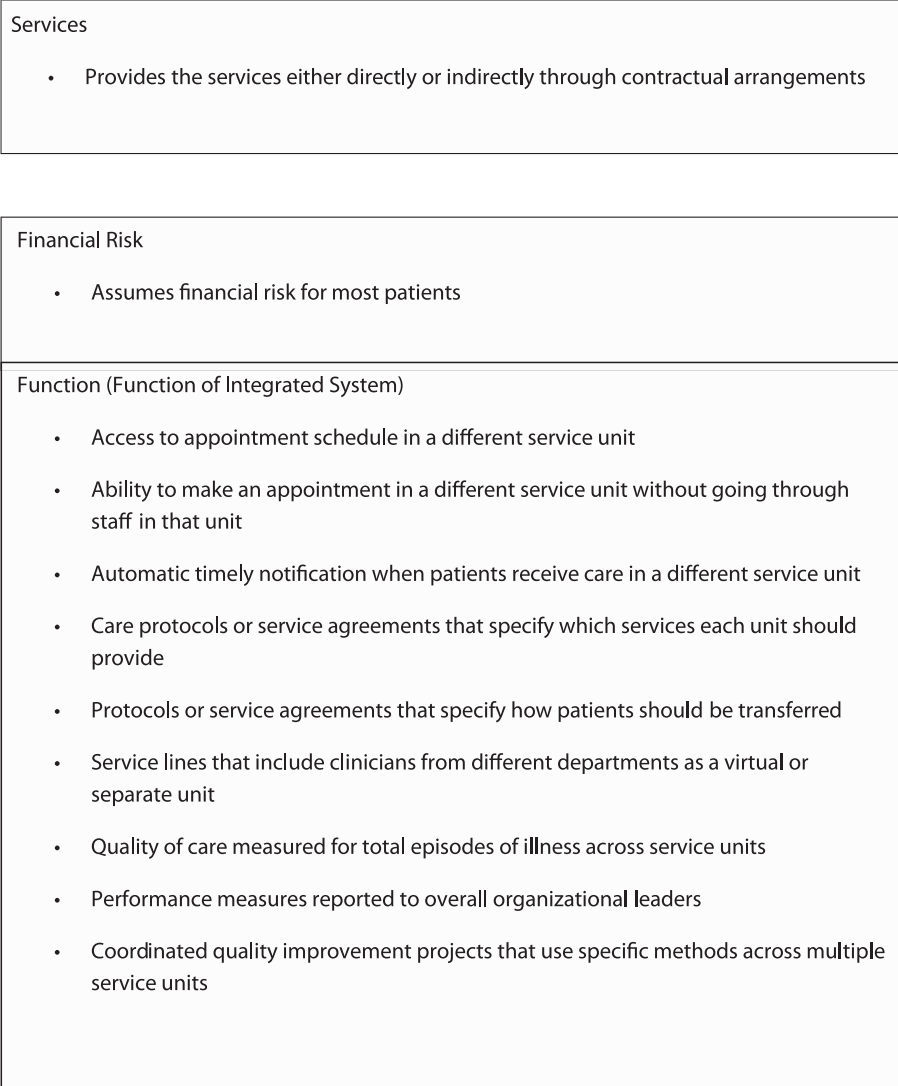 Services
• Provides the services either directly or indirectly through contractual arrangements
Financial Risk
• Assumes financial risk for most patients
Function (Function of Integrated System)
• Access to appointment schedule in a different service unit
• Ability to make an appointment in a different service unit without going through
staff in that unit
• Automatic timely notification when patients receive care in a different service unit
• Care protocols or service agreements that specify which services each unit should
provide
• Protocols or service agreements that specify how patients should be transferred
• Service lines that include clinicians from different departments as a virtual or
separate unit
• Quality of care measured for total episodes of illness across service units
• Performance measures reported to overall organizational leaders
• Coordinated quality improvement projects that use specific methods across multiple
service units